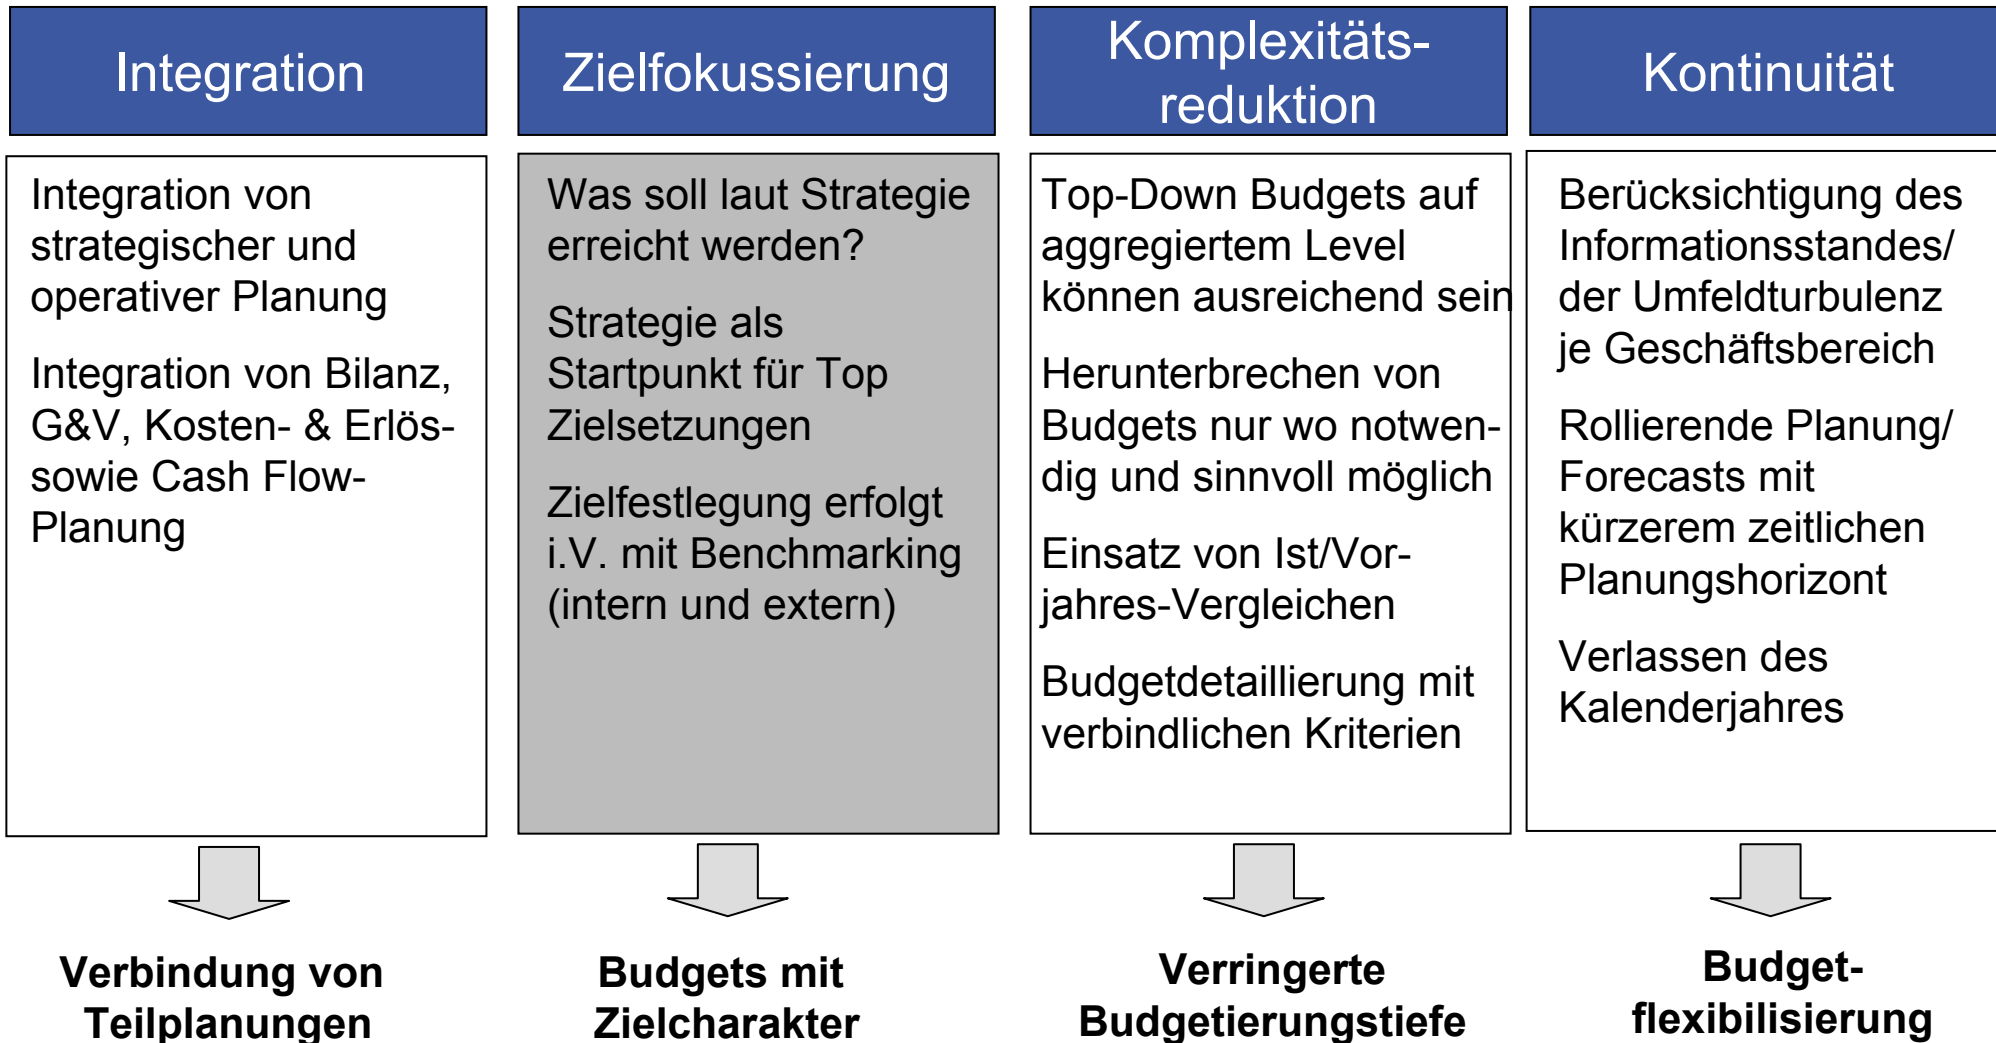 Integration
Integration von
strategischer und
operativer Planung
Integration von Bilanz,
G&V, Kosten- & Erlös-
sowie Cash Flow-
Planung
Verbindung von
Teilplanungen
Zielfokussierung
Was soll laut Strategie
erreicht werden?
Strategie als
Startpunkt für Top
Zielsetzungen
Zielfestlegung erfolgt
i.V. mit Benchmarking
(intern und extern)
Budgets mit
Zielcharakter
Komplexitäts-
reduktion
Top-Down Budgets auf
aggregiertem Level
können ausreichend sein
Herunterbrechen von
Budgets nur wo notwen-
dig und sinnvoll möglich
Einsatz von Ist/Vor-
jahres-Vergleichen
Budgetdetaillierung mit
verbindlichen Kriterien
Verringerte
Budgetierungstiefe
Kontinuität
Berücksichtigung des
Informationsstandes/
der Umfeldturbulenz
je Geschäftsbereich
Rollierende Planung/
Forecasts mit
kürzerem zeitlichen
Planungshorizont
Verlassen des
Kalenderjahres
Budget-
flexibilisierung